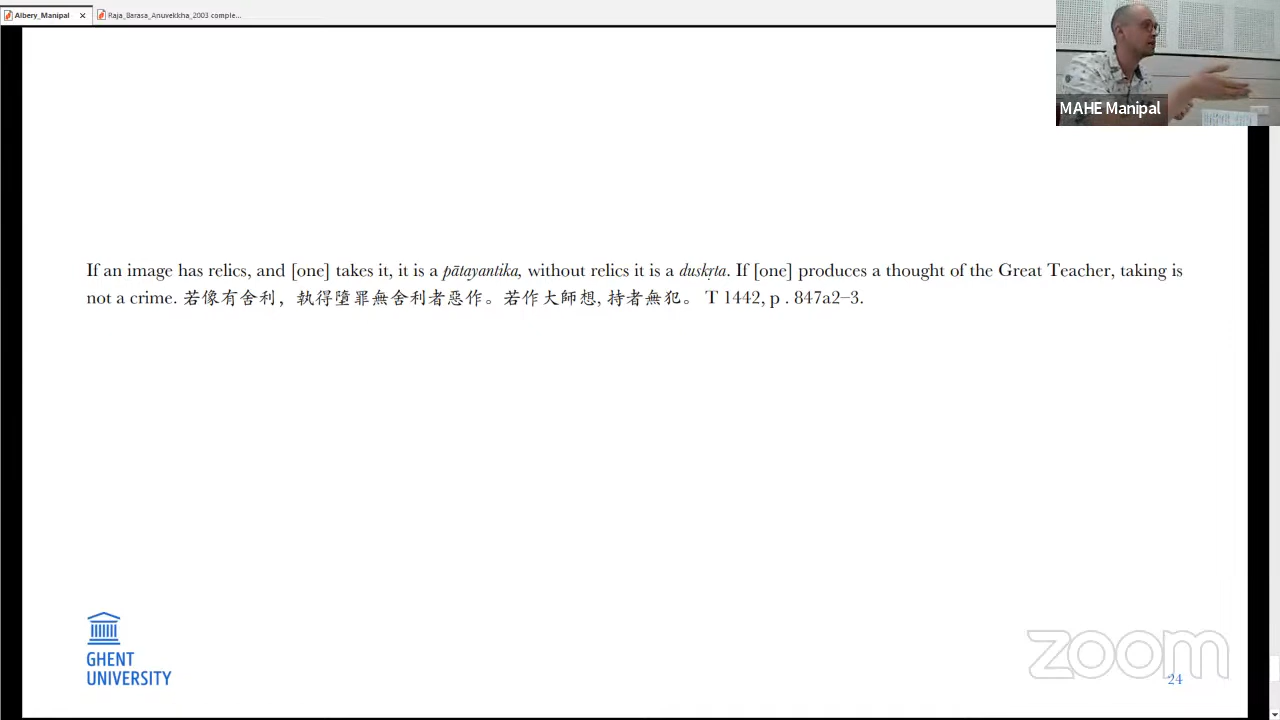 Albery_Manipal
Raja_Barasa_Anuvekkha_2003 comple...
MAHE Manipal
If an image has relics, and [one] takes it, it is a pātayantika, without relics it is a duskṛta. If [one] produces a thought of the Great Teacher, taking is
not a crime. 若像有舍利，執得墮罪無舍利者惡作。若作大師想, 持者無犯。 T 1442, p . 847a2–3.
GHENT
UNIVERSITY
zoom
24